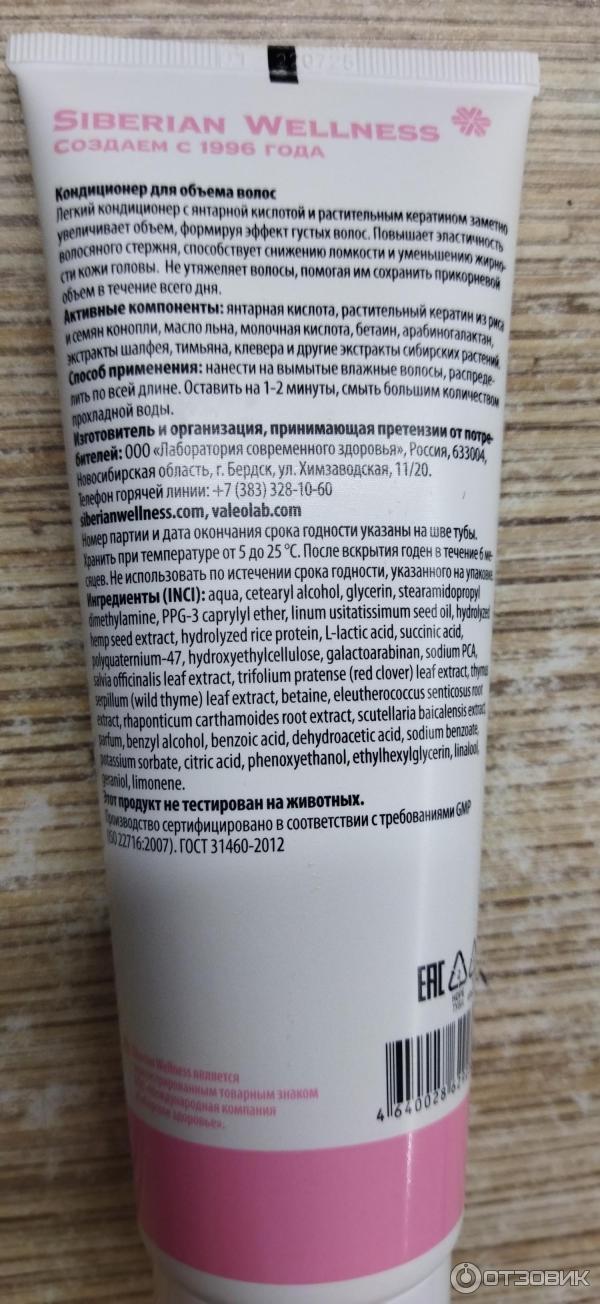 SIBERIAN WELLNESS
СОЗДАЕМ С 1996 ГОДА
Кондиционер для объема волос
Легкий кондиционер с янтарной кислотой и растительным кератином заметно
увеличивает объем, формируя эффект густых волос. Повышает эластичность
волосяного стержня, способствует снижению ломкости и уменьшению жирно-
сти кожи головы. Не утяжеляет волосы, помогая им сохранить прикорневой
объем в течение всего дня.
Активные компоненты: янтарная кислота, растительный кератин из риса
и семян конопли, масло льна, молочная кислота, бетаин, арабиногалактан,
экстракты шалфея, тимьяна, клевера и другие экстракты сибирских растений.
Способ применения: нанести на вымытые влажные волосы, распреде-
лить по всей длине. Оставить на 1-2 минуты, смыть большим количеством
прохладной воды.
Изготовитель и организация, принимающая претензии от потре-
бителей: ООО «Лаборатория современного здоровья», Россия, 633004,
Новосибирская область, г. Бердск, ул. Химзаводская, 11/20.
Телефон горячей линии: +7 (383) 328-10-60
siberianwellness.com, valeolab.com
Номер партии и дата окончания срока годности указаны на шве тубы.
Хранить при температуре от 5 до 25 °С. После вскрытия годен в течение 6 ме-
сяцев. Не использовать по истечении срока годности, указанного на упаковке.
Ингредиенты (INCI): aqua, cetearyl alcohol, glycerin, stearamidopropyl
dimethylamine, PPG-3 caprylyl ether, linum usitatissimum seed oil, hydrolyzed
hemp seed extract, hydrolyzed rice protein, L-lactic acid, succinic acid,
polyquaternium-47, hydroxyethylcellulose, galactoarabinan, sodium PCA,
salvia officinalis leaf extract, trifolium pratense (red clover) leaf extract, thymus
serpillum (wild thyme) leaf extract, betaine, eleutherococcus senticosus root
extract, rhaponticum carthamoides root extract, scutellaria baicalensis extract,
parfum, benzyl alcohol, benzoic acid, dehydroacetic acid, sodium benzoate,
potassium sorbate, citric acid, phenoxyethanol, ethylhexylglycerin, linalool,
geraniol, limonene.
Этот продукт не тестирован на животных.
Производство сертифицировано в соответствии с требованиями GMP
(ISO 22716:2007). ГОСТ 31460-2012
EAC
Siberian Wellness является
зарегистрированным товарным знаком
ООО «Международная компания
«Сибирское здоровье».
4 640028
ОТЗОВИК